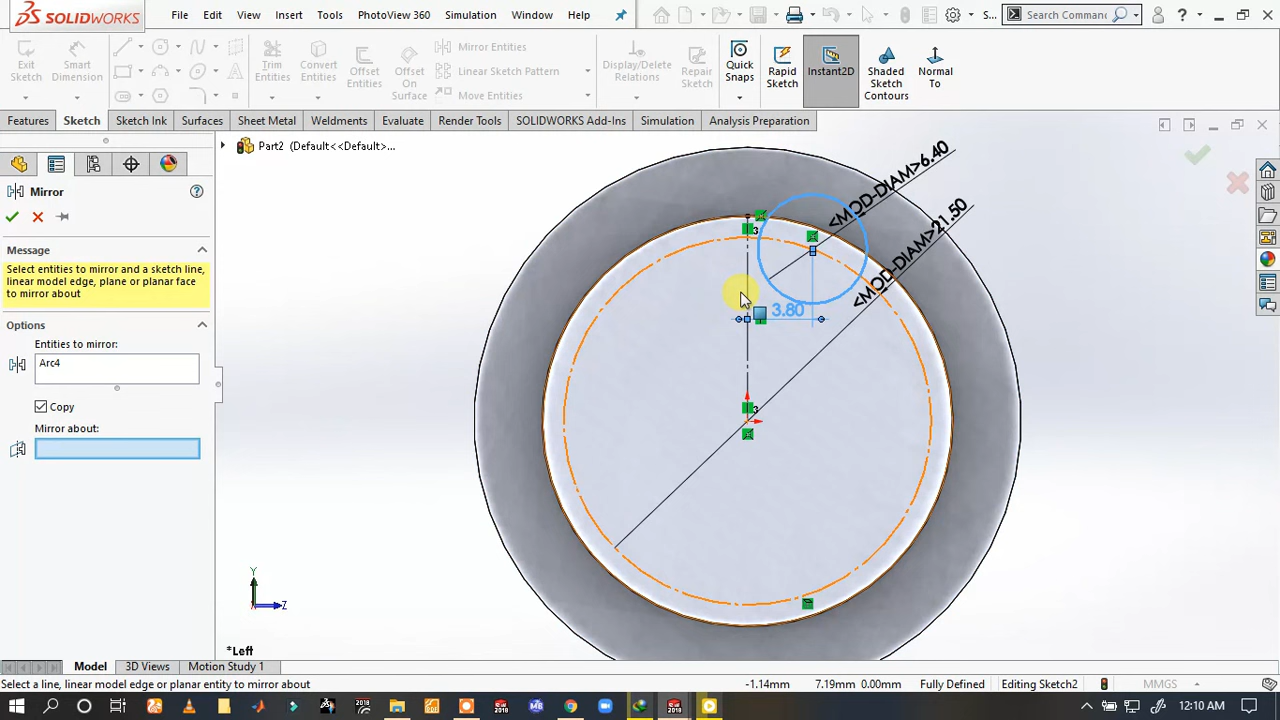 SOLIDWORKS
File Edit View Insert Tools PhotoView 360 Simulation Window Help
S...
Search Command
?
Exit Sketch
Smart Dimension
Trim Entities
Convert Entities
Offset Entities
Offset On Surface
Mirror Entities
Linear Sketch Pattern
Move Entities
Display/Delete Relations
Repair Sketch
Quick Snaps
Rapid Sketch
Instant2D
Shaded Sketch Contours
Normal To
Features Sketch Sketch Ink Surfaces Sheet Metal Weldments Evaluate Render Tools SOLIDWORKS Add-Ins Simulation Analysis Preparation
Part2 (Default<<Default>...
Mirror
Message
Select entities to mirror and a sketch line, linear model edge, plane or planar face to mirror about
Options
Entities to mirror:
Arc4
Copy
Mirror about:
<MOD-DIAM>6.40
<MOD-DIAM>21.50
3
3.80
3
Y
Z
*Left
Model 3D Views Motion Study 1
Select a line, linear model edge or planar entity to mirror about
-1.14mm 7.19mm 0.00mm Fully Defined Editing Sketch2 MMGS
12:10 AM